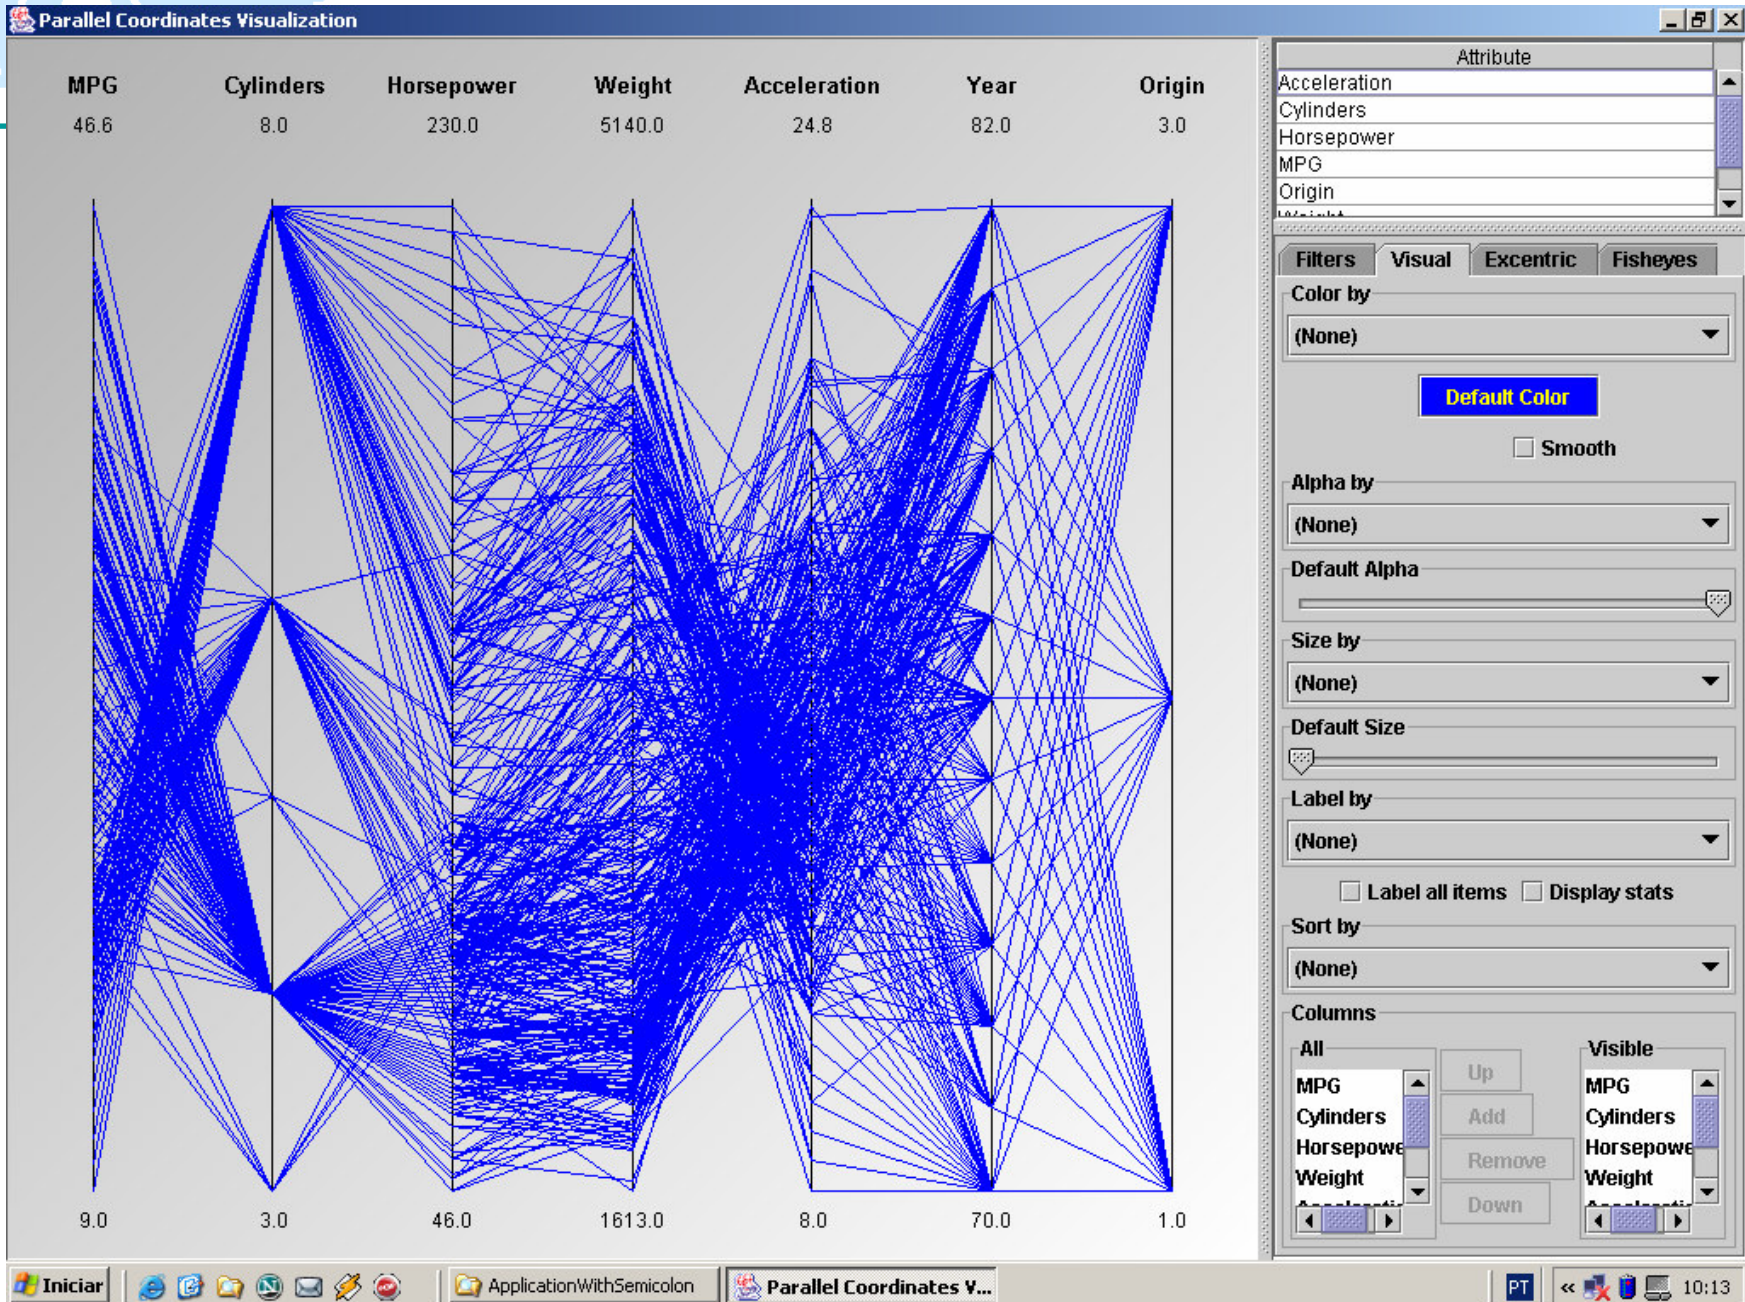 Parallel Coordinates Visualization
MPG Cylinders Horsepower Weight Acceleration Year Origin
46.6 8.0 230.0 5140.0 24.8 82.0 3.0
9.0 3.0 46.0 1613.0 8.0 70.0 1.0
Attribute
Acceleration
Cylinders
Horsepower
MPG
Origin
Weight
Filters Visual Excentric Fisheyes
Color by
(None)
Default Color
Smooth
Alpha by
(None)
Default Alpha
Size by
(None)
Default Size
Label by
(None)
Label all items Display stats
Sort by
(None)
Columns
All
MPG
Cylinders
Horsepowe
Weight
Up
Add
Remove
Down
Visible
MPG
Cylinders
Horsepowe
Weight
Iniciar ApplicationWithSemicolon Parallel Coordinates V... PT « 10:13